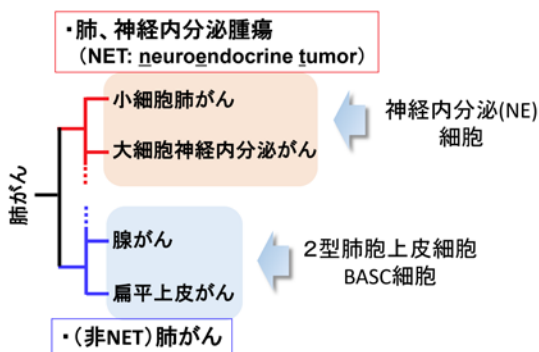 ・肺、神経内分泌腫瘍
（NET: neuroendocrine tumor）
小細胞肺がん
大細胞神経内分泌がん
神経内分泌(NE)
細胞
肺がん
腺がん
扁平上皮がん
２型肺胞上皮細胞
BASC細胞
・（非NET）肺がん